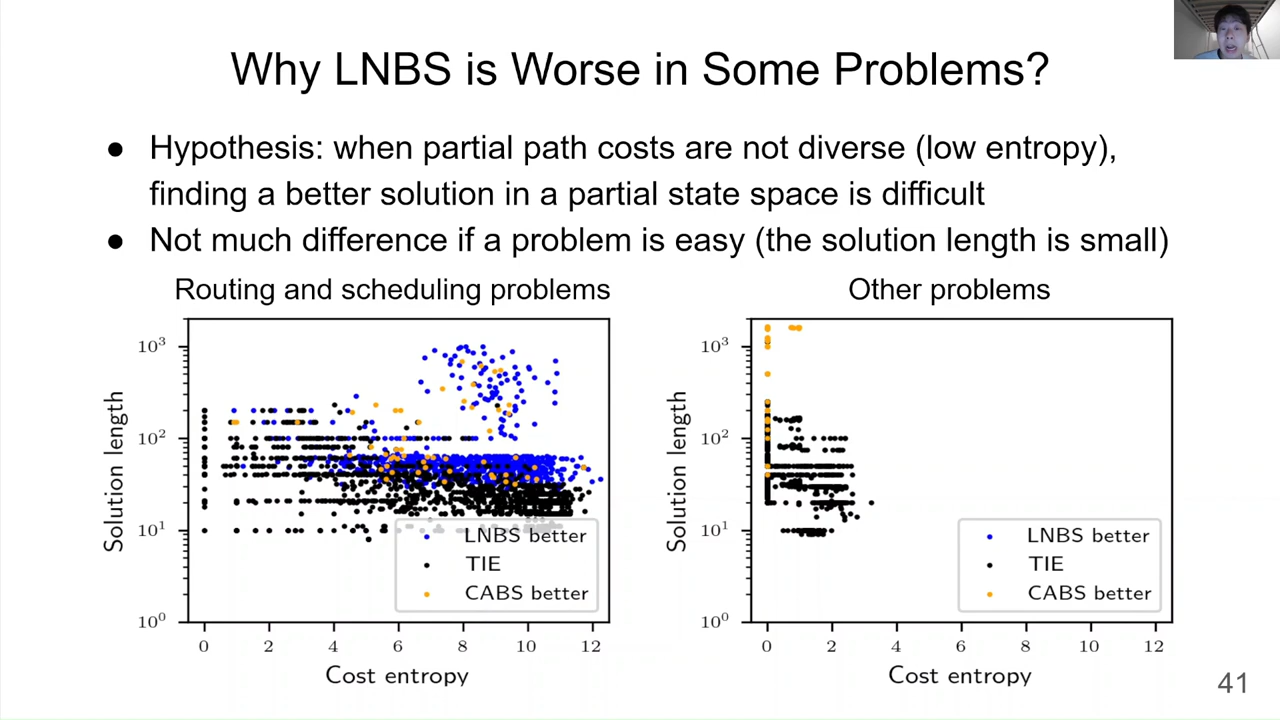 Why LNBS is Worse in Some Problems?
● Hypothesis: when partial path costs are not diverse (low entropy),
finding a better solution in a partial state space is difficult
● Not much difference if a problem is easy (the solution length is small)
Routing and scheduling problems
Solution length
10³
10²
10¹
10⁰
LNBS better
TIE
CABS better
0 2 4 6 8 10 12
Cost entropy
Other problems
Solution length
10³
10²
10¹
10⁰
LNBS better
TIE
CABS better
0 2 4 6 8 10 12
Cost entropy
41